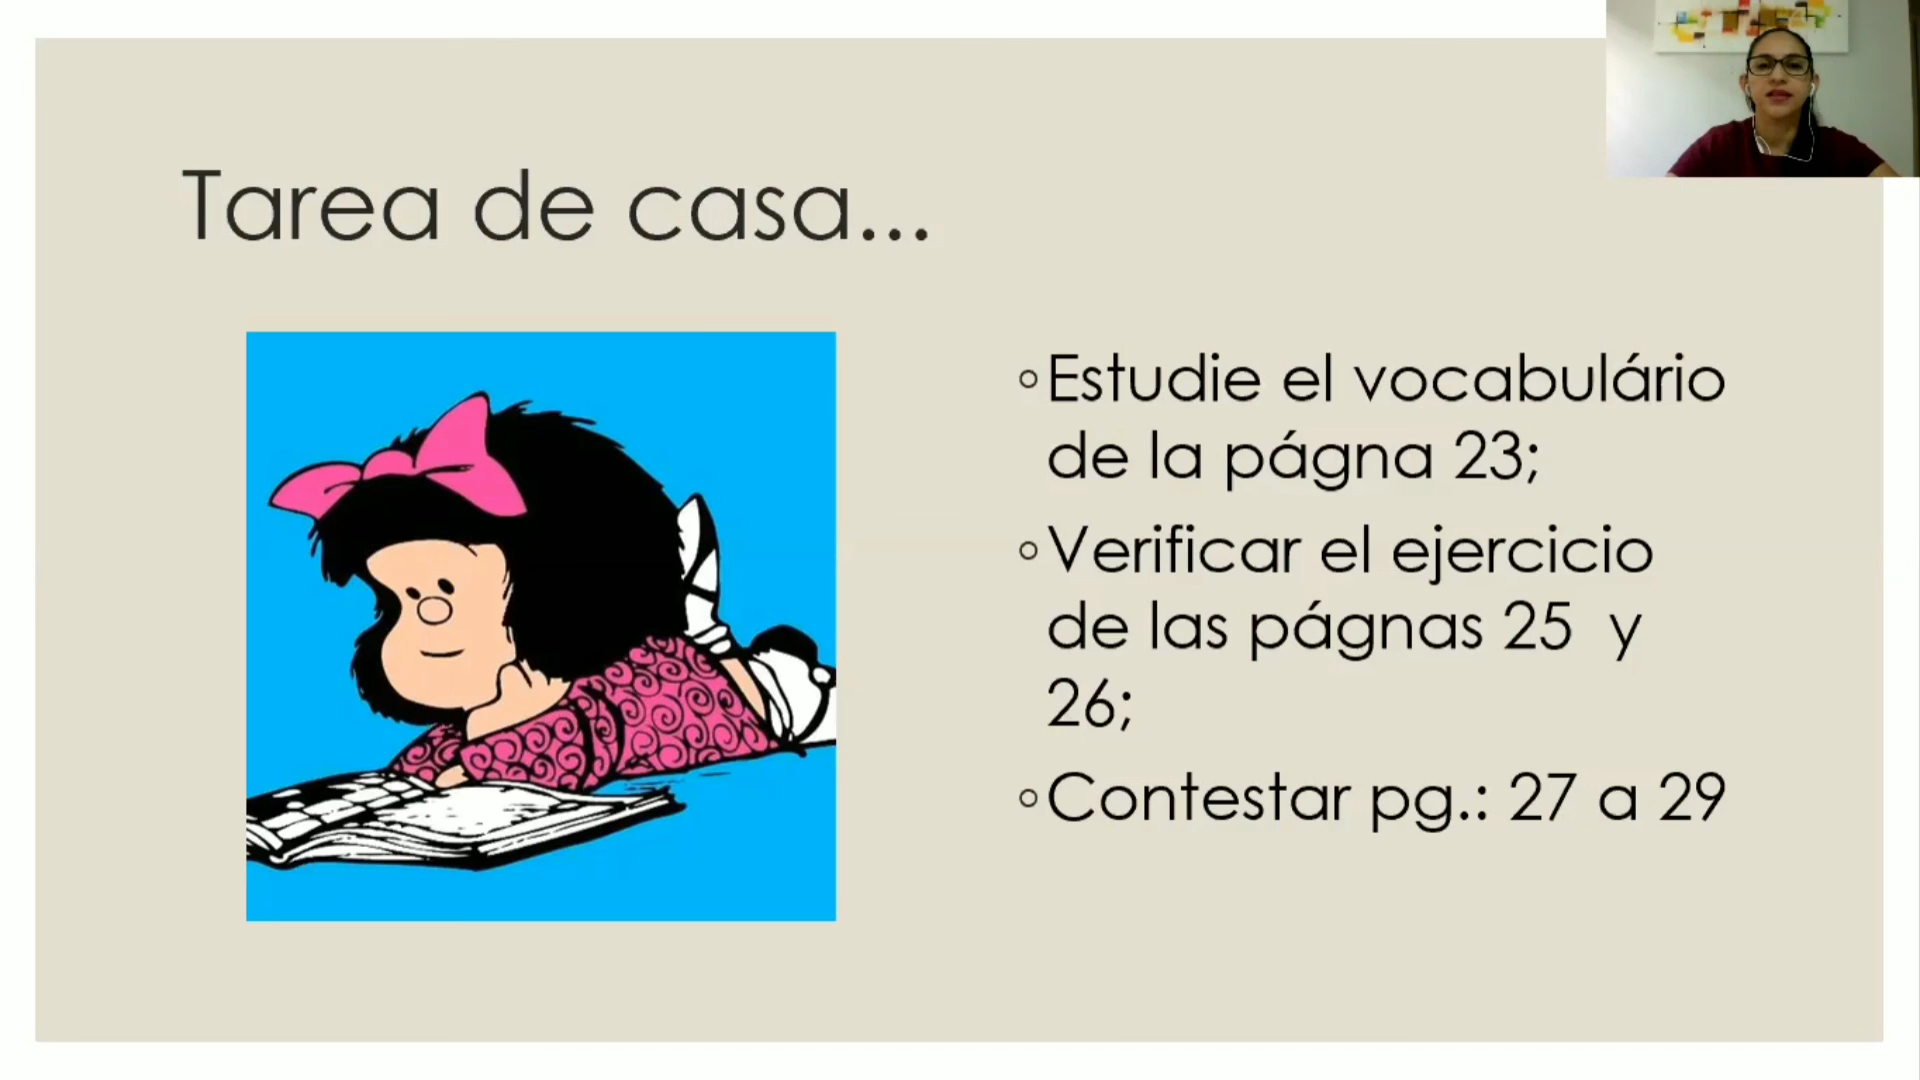 Tarea de casa...
◦Estudie el vocabulário
de la págna 23;
◦Verificar el ejercicio
de las págnas 25 y
26;
◦Contestar pg.: 27 a 29